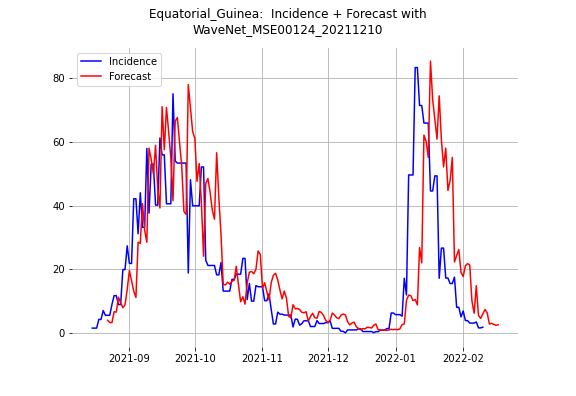 Equatorial_Guinea:  Incidence + Forecast with
WaveNet_MSE00124_20211210
Incidence
Forecast
80
60
40
20
0
2021-09 2021-10 2021-11 2021-12 2022-01 2022-02